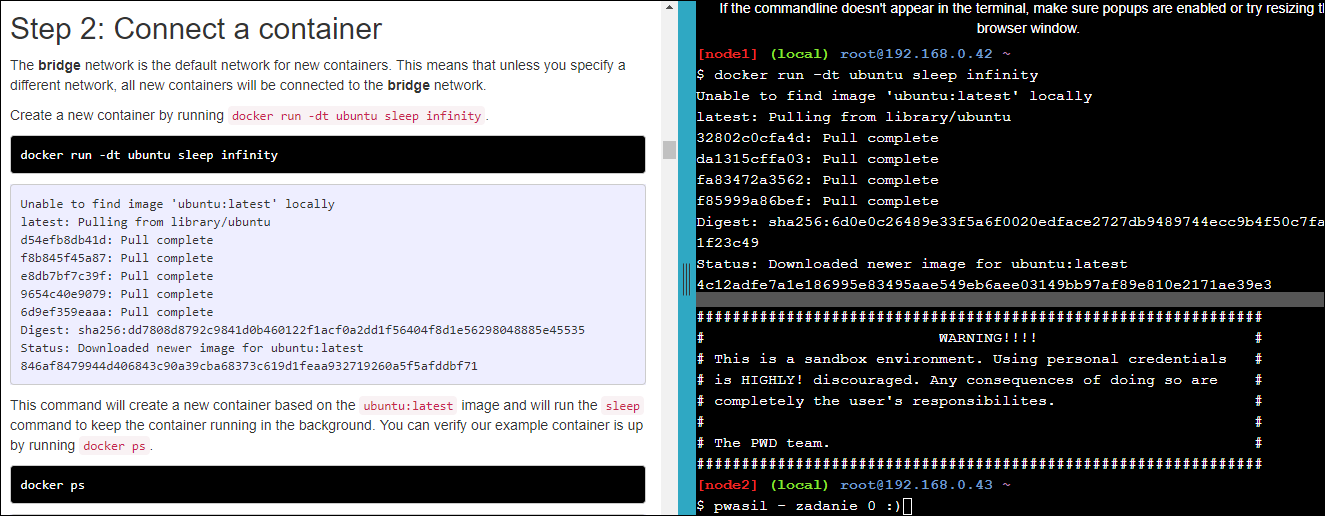 Step 2: Connect a container
The bridge network is the default network for new containers. This means that unless you specify a
different network, all new containers will be connected to the bridge network.
Create a new container by running docker run -dt ubuntu sleep infinity.
docker run -dt ubuntu sleep infinity
Unable to find image 'ubuntu:latest' locally
latest: Pulling from library/ubuntu
d54efb8db41d: Pull complete
f8b845f45a87: Pull complete
e8db7bf7c39f: Pull complete
9654c40e9079: Pull complete
6d9ef359eaaa: Pull complete
Digest: sha256:dd7808d8792c9841d0b460122f1acf0a2dd1f56404f8d1e56298048885e45535
Status: Downloaded newer image for ubuntu:latest
846af8479944d406843c90a39cba68373c619d1feaa932719260a5f5afddbf71
This command will create a new container based on the ubuntu:latest image and will run the sleep
command to keep the container running in the background. You can verify our example container is up
by running docker ps.
docker ps
If the commandline doesn't appear in the terminal, make sure popups are enabled or try resizing th
browser window.
[node1] (local) root@192.168.0.42 ~
$ docker run -dt ubuntu sleep infinity
Unable to find image 'ubuntu:latest' locally
latest: Pulling from library/ubuntu
32802c0cfa4d: Pull complete
da1315cffa03: Pull complete
fa83472a3562: Pull complete
f85999a86bef: Pull complete
Digest: sha256:6d0e0c26489e33f5a6f0020edface2727db9489744ecc9b4f50c7fa
1f23c49
Status: Downloaded newer image for ubuntu:latest
4c12adfe7a1e186995e83495aae549eb6aee03149bb97af89e810e2171ae39e3
###############################################################
# WARNING!!!! #
# This is a sandbox environment. Using personal credentials #
# is HIGHLY! discouraged. Any consequences of doing so are #
# completely the user's responsibilites. #
# #
# The PWD team. #
###############################################################
[node2] (local) root@192.168.0.43 ~
$ pwasil - zadanie 0 :)